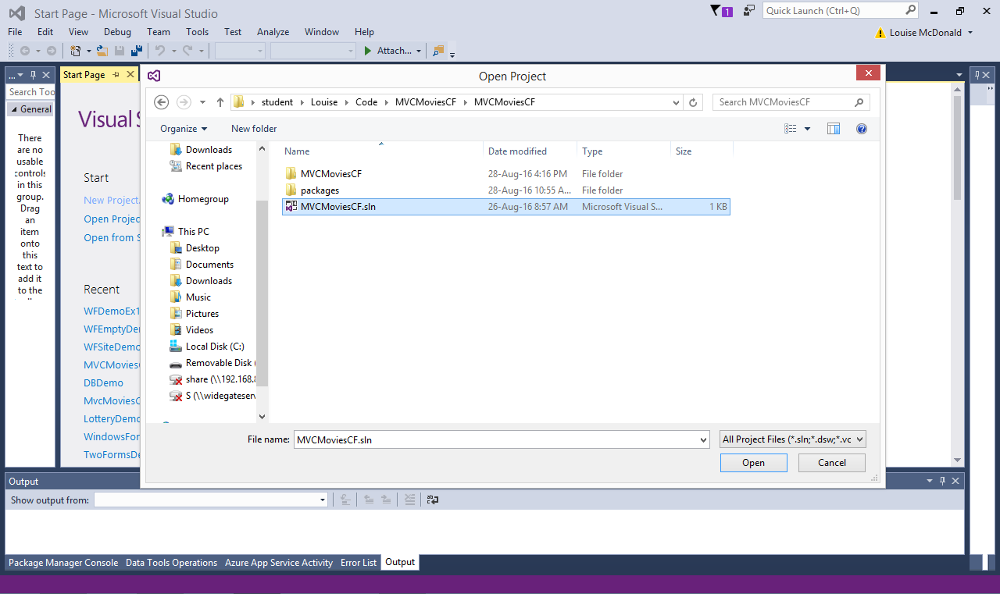 Start Page - Microsoft Visual Studio
1
Quick Launch (Ctrl+Q)
File Edit View Debug Team Tools Test Analyze Window Help
Louise McDonald
Attach...
...
Start Page
Open Project
Search Too
General
There are no usable controls in this group. Drag an item onto this text to add it to the
Visual S
Start
New Project.
Open Project
Open from S
Recent
WFDemoEx1
WFEmptyDem
WFSiteDemo
MVCMoviesC
DBDemo
MvcMoviesC
LotteryDemo
WindowsForm
TwoFormsDe
student Louise Code MVCMoviesCF MVCMoviesCF
Search MVCMoviesCF
Organize New folder
Downloads
Recent places
Homegroup
This PC
Desktop
Documents
Downloads
Music
Pictures
Videos
Local Disk (C:)
Removable Disk (
share (\\192.168.8
S (\\widegateserv
Name Date modified Type Size
MVCMoviesCF 28-Aug-16 4:16 PM File folder
packages 28-Aug-16 10:55 A... File folder
MVCMoviesCF.sln 26-Aug-16 8:57 AM Microsoft Visual S... 1 KB
File name: MVCMoviesCF.sln All Project Files (*.sln;*.dsw;*.vc
Open Cancel
Output
Show output from:
Package Manager Console Data Tools Operations Azure App Service Activity Error List Output